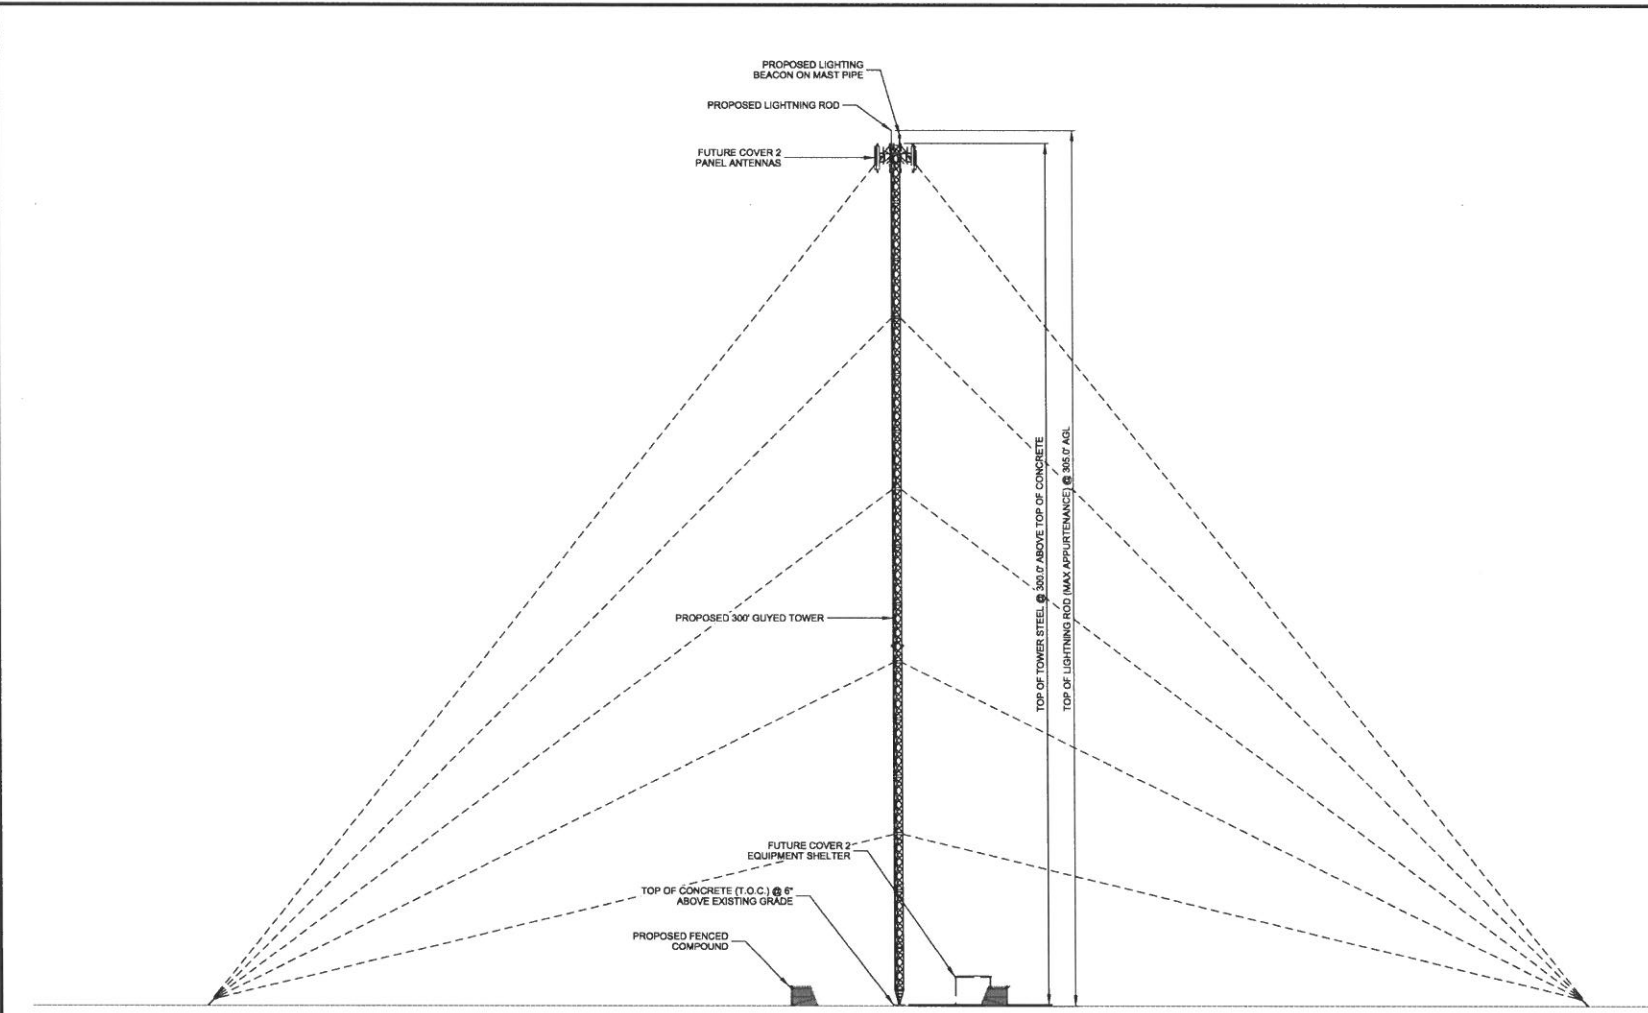 PROPOSED LIGHTING
BEACON ON MAST PIPE
PROPOSED LIGHTNING ROD
FUTURE COVER 2
PANEL ANTENNAS
TOP OF TOWER STEEL @ 300.0' ABOVE TOP OF CONCRETE
TOP OF LIGHTNING ROD (MAX APPURTENANCE) @ 305.0' AGL
PROPOSED 300' GUYED TOWER
FUTURE COVER 2
EQUIPMENT SHELTER
TOP OF CONCRETE (T.O.C.) @ 6"
ABOVE EXISTING GRADE
PROPOSED FENCED
COMPOUND